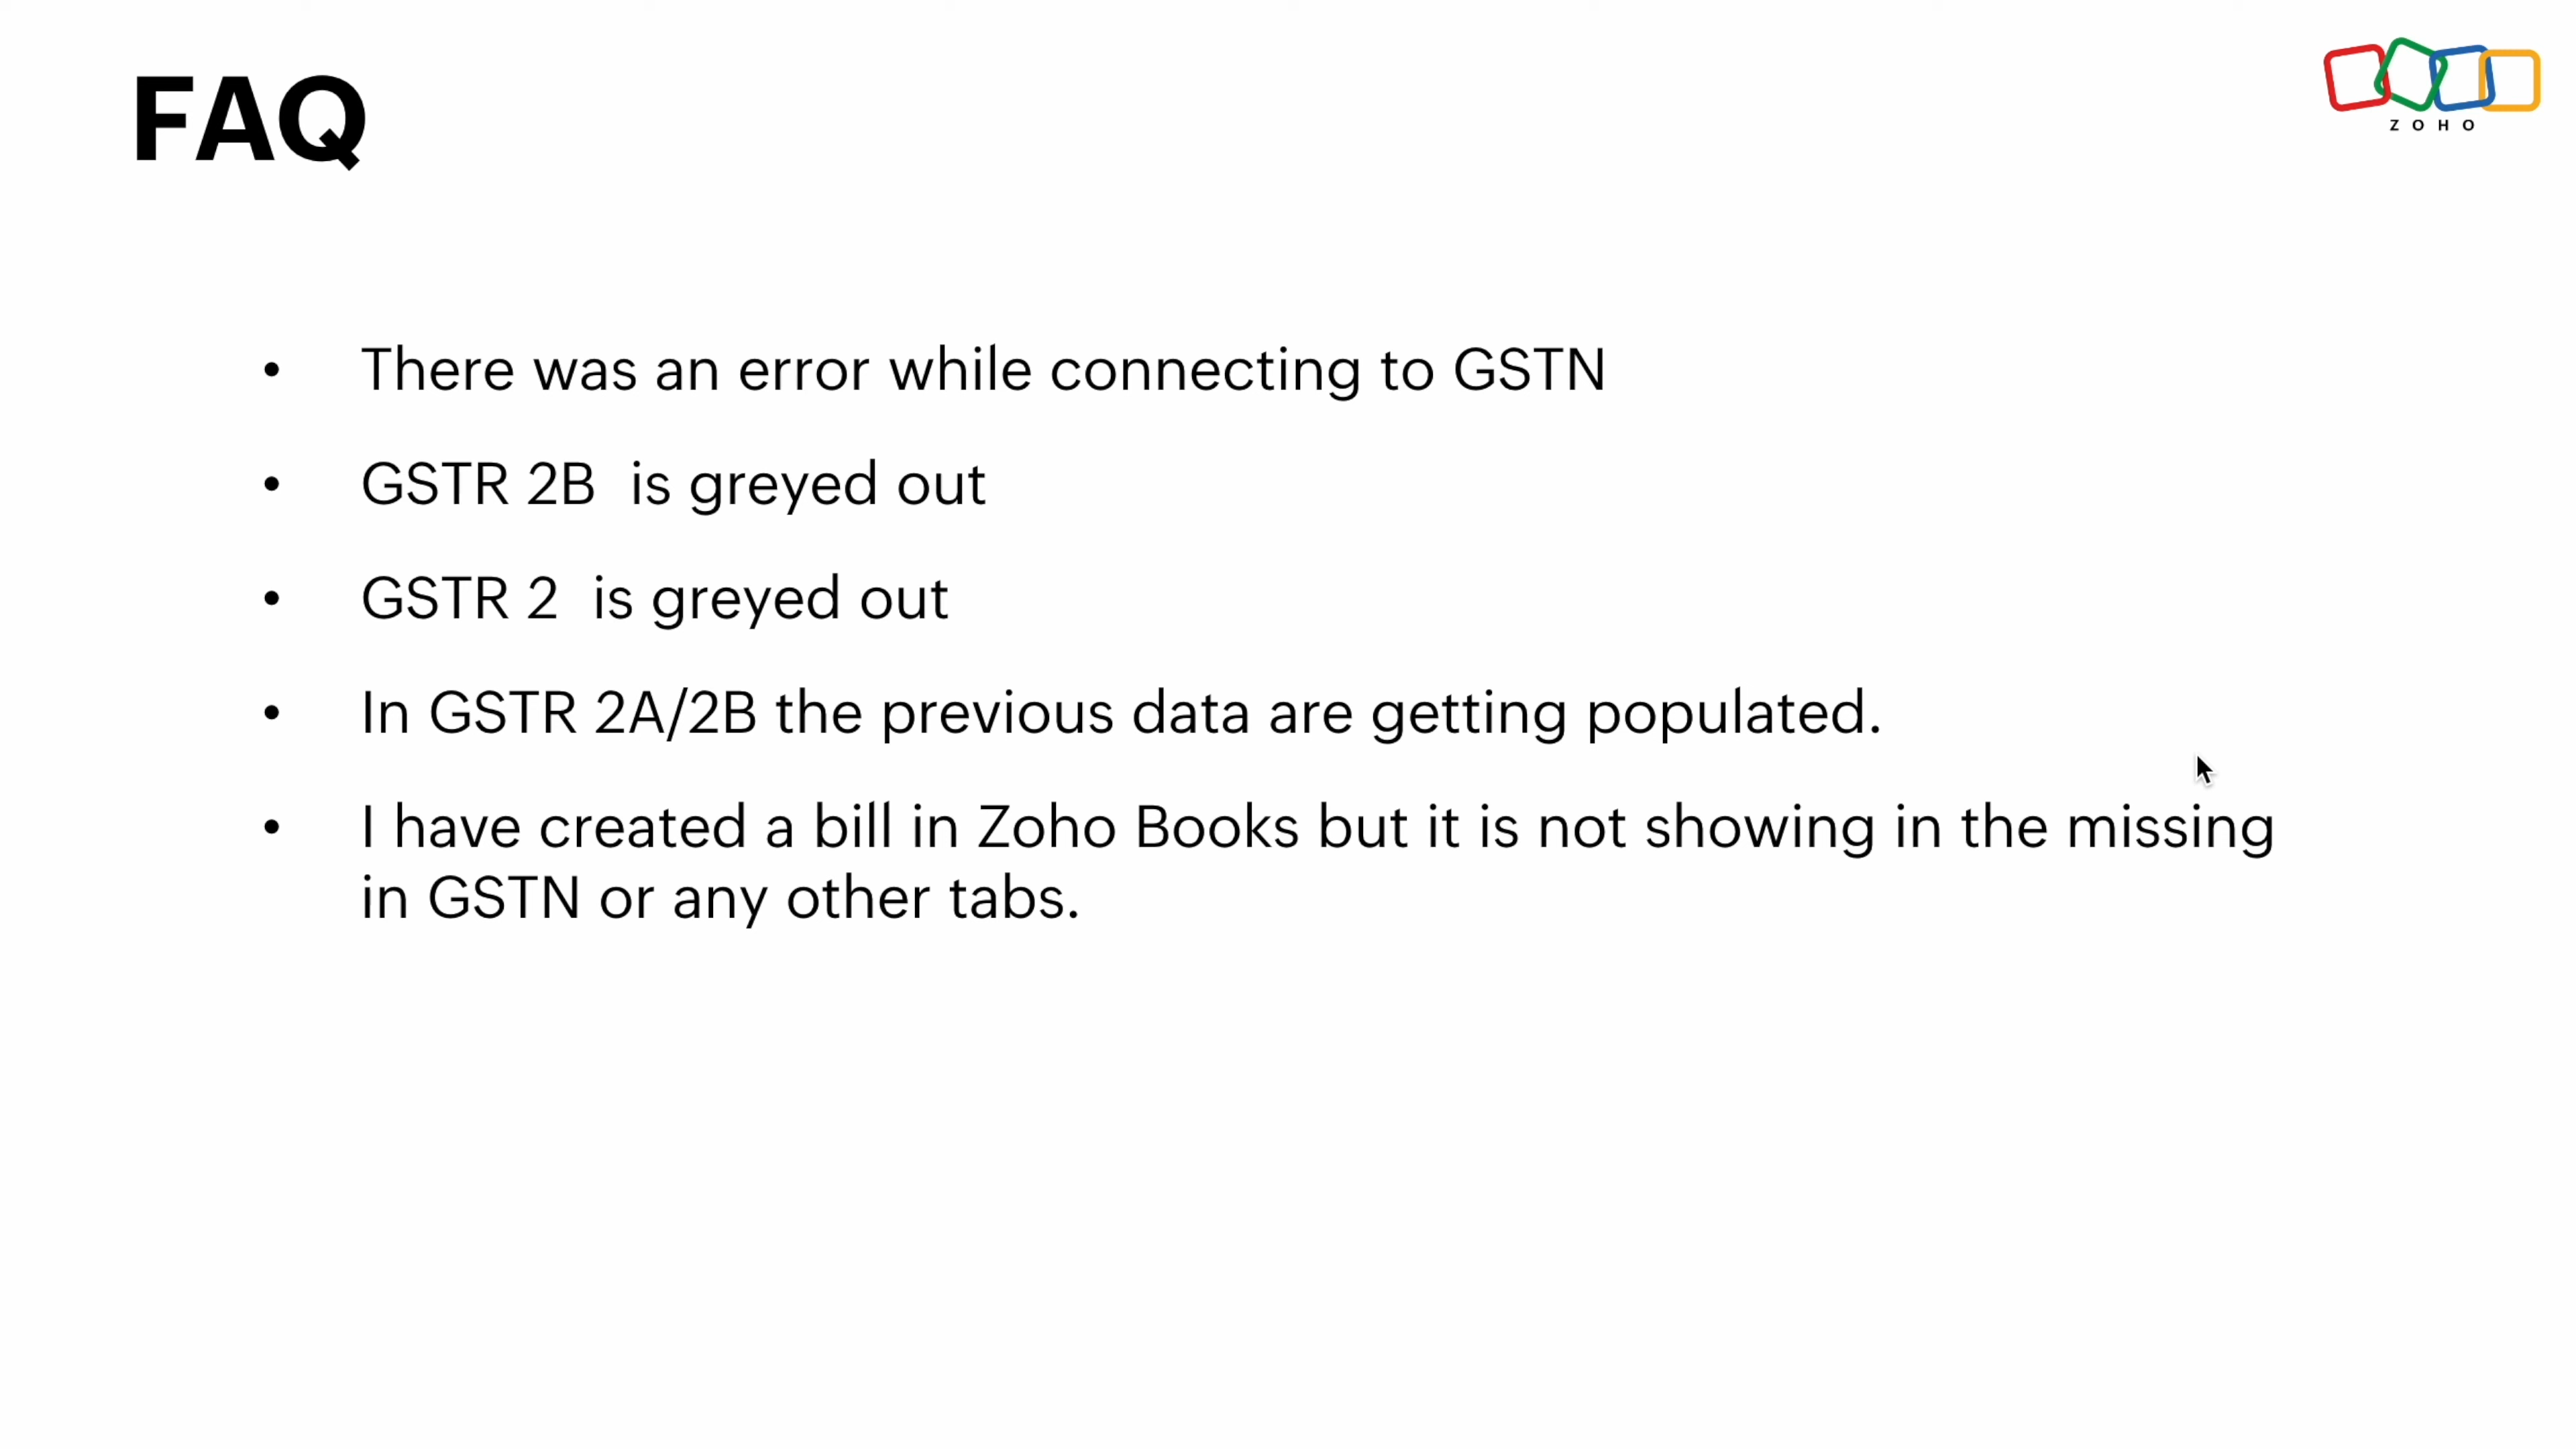 FAQ
ZOHO
• There was an error while connecting to GSTN
• GSTR 2B  is greyed out
• GSTR 2  is greyed out
• In GSTR 2A/2B the previous data are getting populated.
• I have created a bill in Zoho Books but it is not showing in the missing
in GSTN or any other tabs.